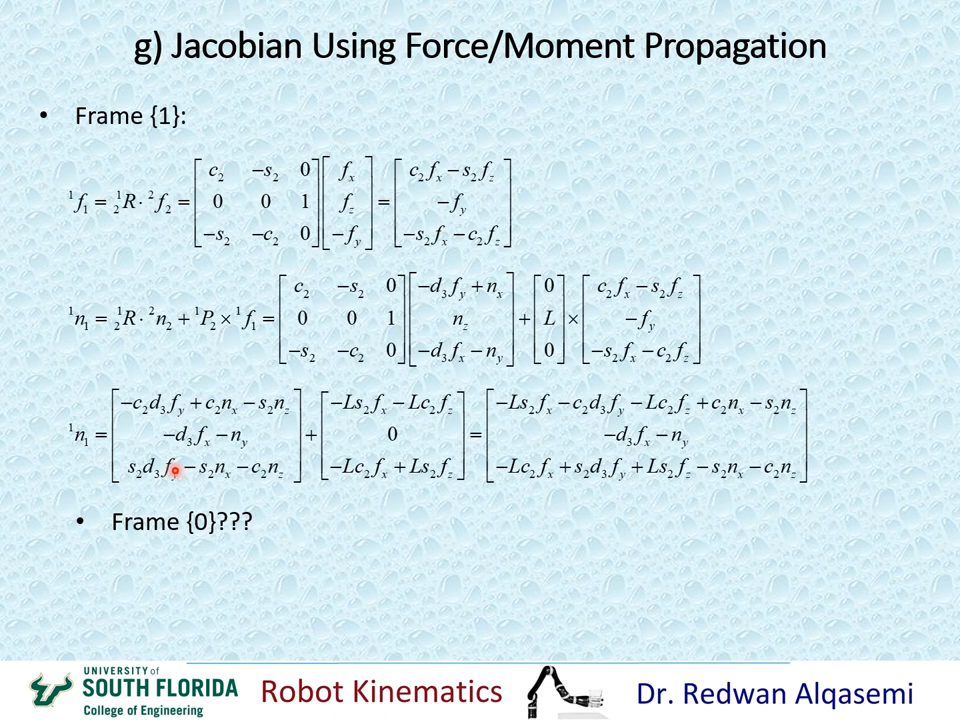 g) Jacobian Using Force/Moment Propagation
• Frame {1}:
¹f₁ = ¹₂R · ²f₂ = [c₂ −s₂ 0; 0 0 1; −s₂ −c₂ 0] [f_x; f_z; −f_y] = [c₂f_x − s₂f_z; −f_y; −s₂f_x − c₂f_z]
¹n₁ = ¹₂R · ²n₂ + ¹P₂ × ¹f₁ = [c₂ −s₂ 0; 0 0 1; −s₂ −c₂ 0] [−d₃f_y + n_x; n_z; −d₃f_x − n_y] + [0; L; 0] × [c₂f_x − s₂f_z; −f_y; −s₂f_x − c₂f_z]
¹n₁ = [−c₂d₃f_y + c₂n_x − s₂n_z; −d₃f_x − n_y; s₂d₃f_y − s₂n_x − c₂n_z] + [−Ls₂f_x − Lc₂f_z; 0; −Lc₂f_x + Ls₂f_z] = [−Ls₂f_x − c₂d₃f_y − Lc₂f_z + c₂n_x − s₂n_z; −d₃f_x − n_y; −Lc₂f_x + s₂d₃f_y + Ls₂f_z − s₂n_x − c₂n_z]
• Frame {0}???
UNIVERSITY of
SOUTH FLORIDA
College of Engineering
Robot Kinematics
Dr. Redwan Alqasemi